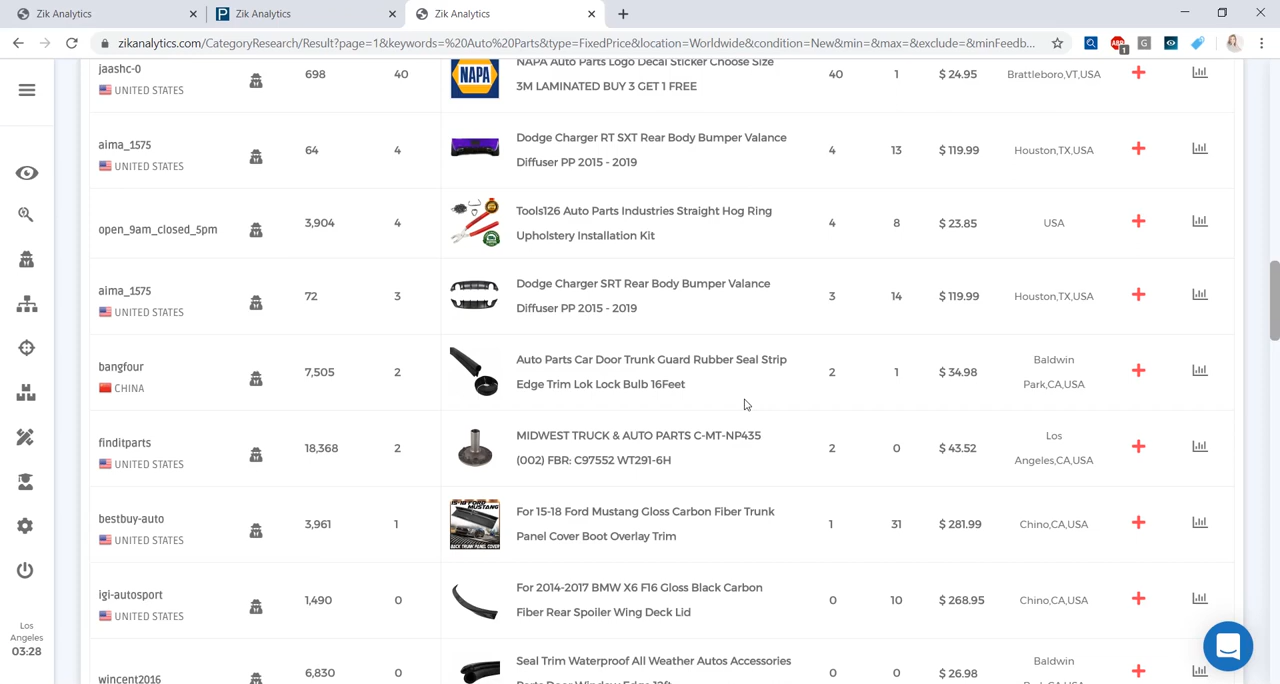 Zik Analytics
Zik Analytics
Zik Analytics
zikanalytics.com/CategoryResearch/Result?page=1&keywords=%20Auto%20Parts&type=FixedPrice&location=Worldwide&condition=New&min=&max=&exclude=&minFeedb...
jaashc-0
UNITED STATES
698
40
NAPA
NAPA Auto Parts Logo Decal Sticker Choose Size
3M LAMINATED BUY 3 GET 1 FREE
40
1
$ 24.95
Brattleboro,VT,USA
aima_1575
UNITED STATES
64
4
Dodge Charger RT SXT Rear Body Bumper Valance
Diffuser PP 2015 - 2019
4
13
$ 119.99
Houston,TX,USA
open_9am_closed_5pm
3,904
4
Tools126 Auto Parts Industries Straight Hog Ring
Upholstery Installation Kit
4
8
$ 23.85
USA
aima_1575
UNITED STATES
72
3
Dodge Charger SRT Rear Body Bumper Valance
Diffuser PP 2015 - 2019
3
14
$ 119.99
Houston,TX,USA
bangfour
CHINA
7,505
2
Auto Parts Car Door Trunk Guard Rubber Seal Strip
Edge Trim Lok Lock Bulb 16Feet
2
1
$ 34.98
Baldwin
Park,CA,USA
finditparts
UNITED STATES
18,368
2
MIDWEST TRUCK & AUTO PARTS C-MT-NP435
(002) FBR: C97552 WT291-6H
2
0
$ 43.52
Los
Angeles,CA,USA
bestbuy-auto
UNITED STATES
3,961
1
15-18 FORD
MUSTANG
For 15-18 Ford Mustang Gloss Carbon Fiber Trunk
Panel Cover Boot Overlay Trim
1
31
$ 281.99
Chino,CA,USA
igi-autosport
UNITED STATES
1,490
0
For 2014-2017 BMW X6 F16 Gloss Black Carbon
Fiber Rear Spoiler Wing Deck Lid
0
10
$ 268.95
Chino,CA,USA
wincent2016
6,830
0
Seal Trim Waterproof All Weather Autos Accessories
Parts Door Window Edge 12ft
0
0
$ 26.98
Baldwin
Los
Angeles
03:28